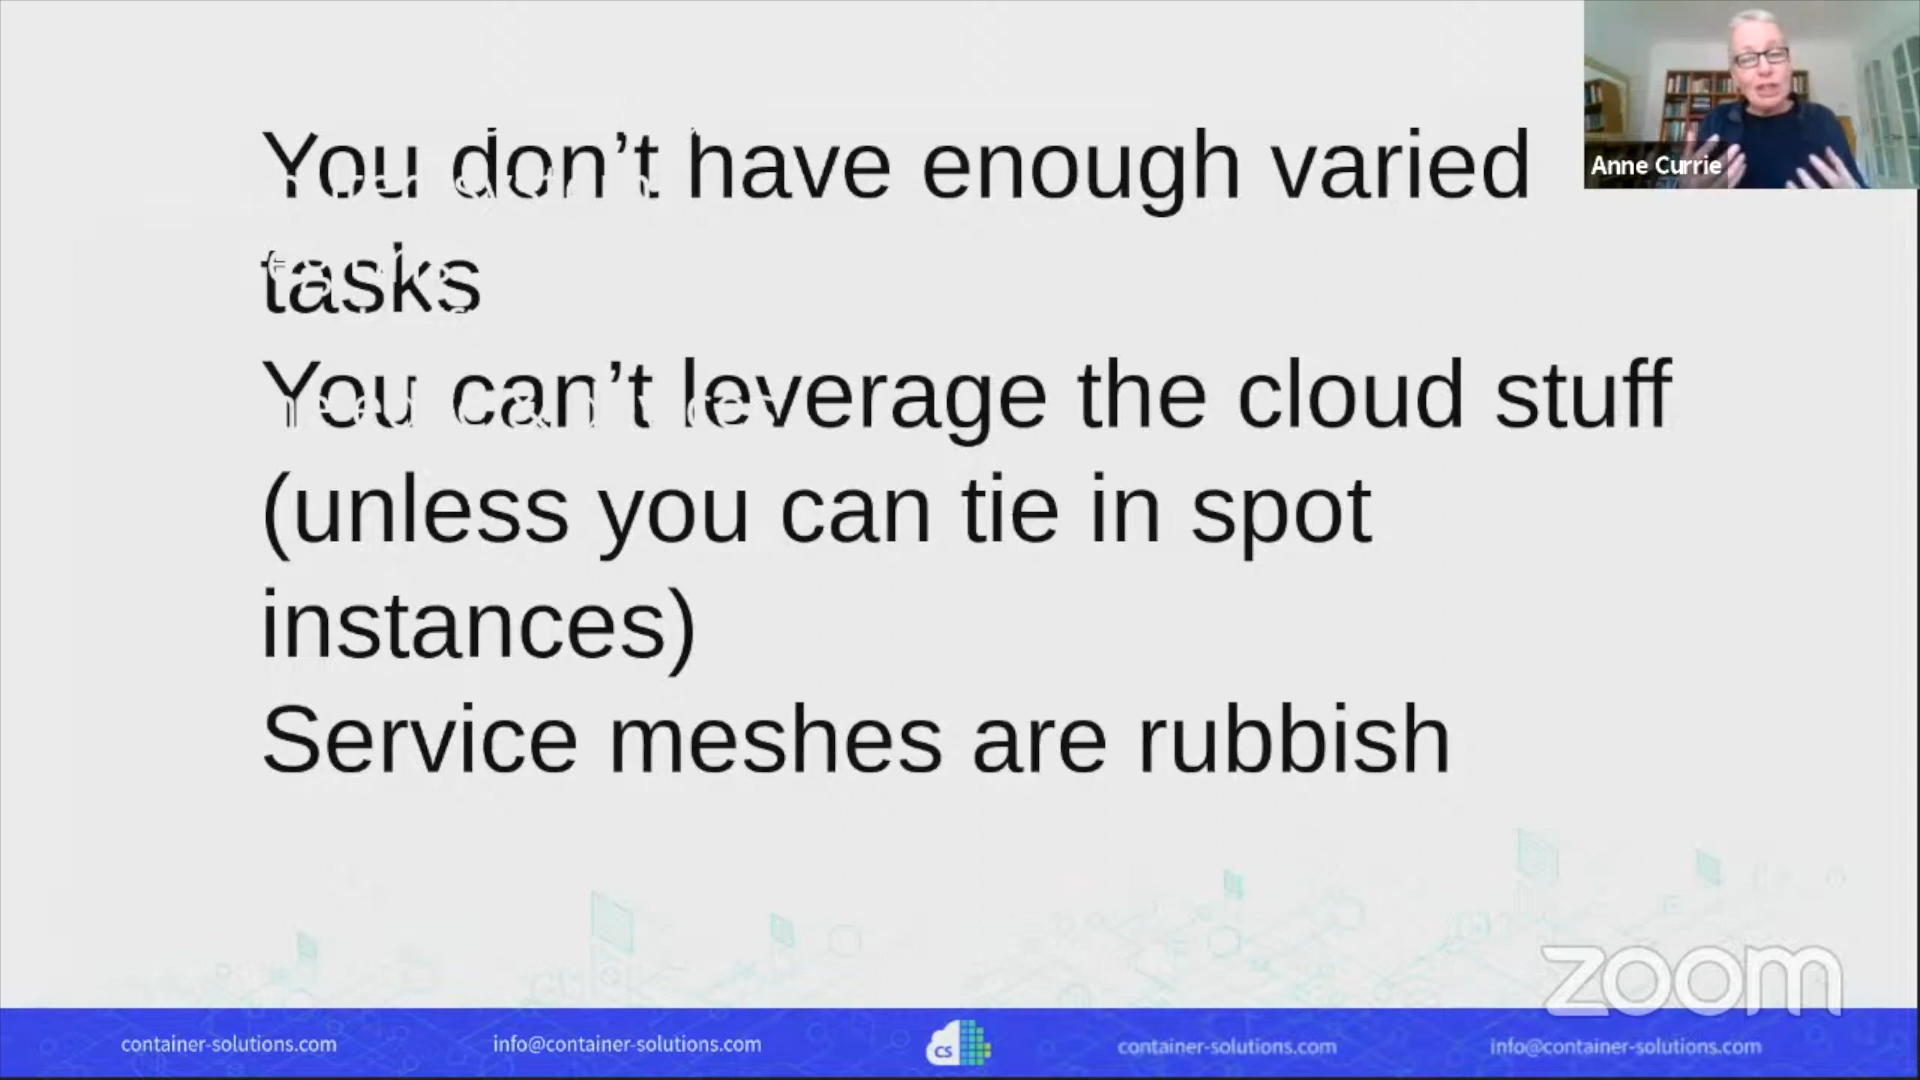 You don't have enough varied
tasks
You can't leverage the cloud stuff
(unless you can tie in spot
instances)
Service meshes are rubbish
Anne Currie
zoom
container-solutions.com
info@container-solutions.com
cs
container-solutions.com
info@container-solutions.com